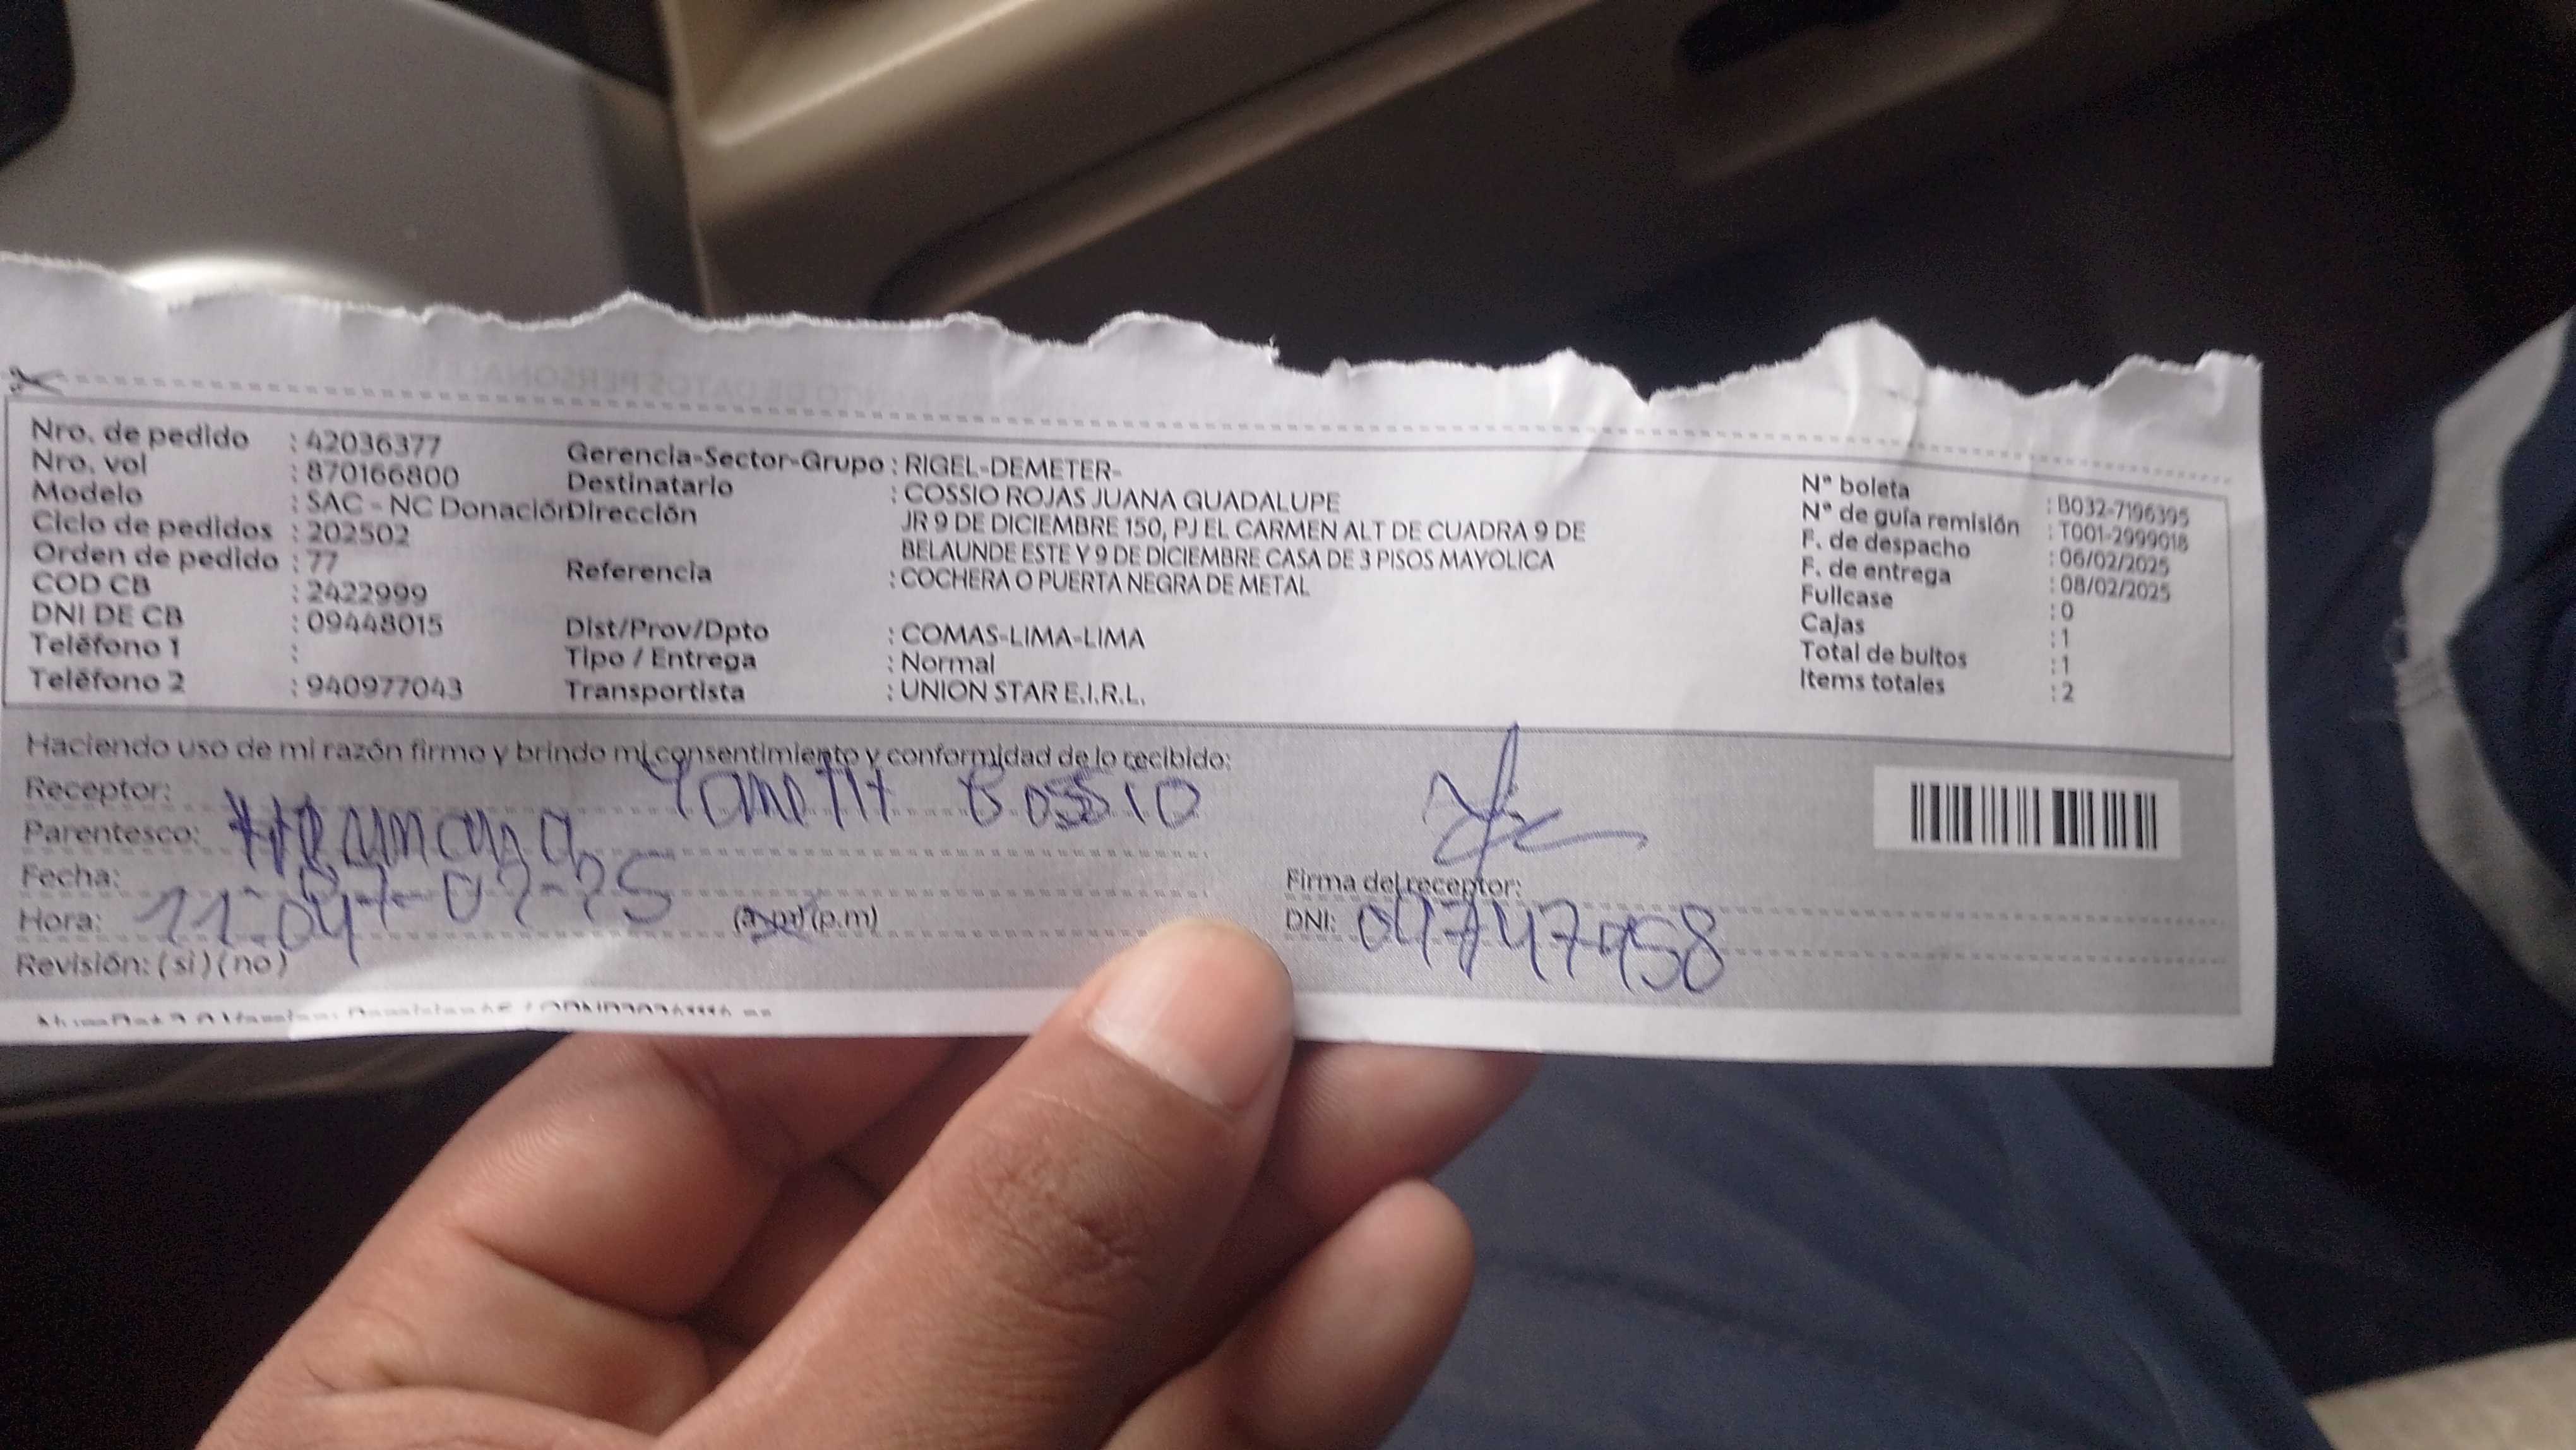 Nro. de pedido : 42036377
Nro. vol : 870166800
Modelo : SAC - NC Donación
Ciclo de pedidos : 202502
Orden de pedido : 77
COD CB : 2422999
DNI DE CB : 09448015
Teléfono 1 :
Teléfono 2 : 940977043
Gerencia-Sector-Grupo : RIGEL-DEMETER-
Destinatario : COSSIO ROJAS JUANA GUADALUPE
Dirección JR 9 DE DICIEMBRE 150, PJ EL CARMEN ALT DE CUADRA 9 DE
BELAUNDE ESTE Y 9 DE DICIEMBRE CASA DE 3 PISOS MAYOLICA
Referencia : COCHERA O PUERTA NEGRA DE METAL
Dist/Prov/Dpto : COMAS-LIMA-LIMA
Tipo / Entrega : Normal
Transportista : UNION STAR E.I.R.L.
N° boleta : B032-7196395
N° de guía remisión : T001-2999018
F. de despacho : 06/02/2025
F. de entrega : 08/02/2025
Fullcase : 0
Cajas : 1
Total de bultos : 1
Items totales : 2
Haciendo uso de mi razón firmo y brindo mi consentimiento y conformidad de lo recibido:
Receptor:
Parentesco:
Fecha:
Hora: (a.m) (p.m)
Revisión: (si) (no)
Firma del receptor:
DNI: